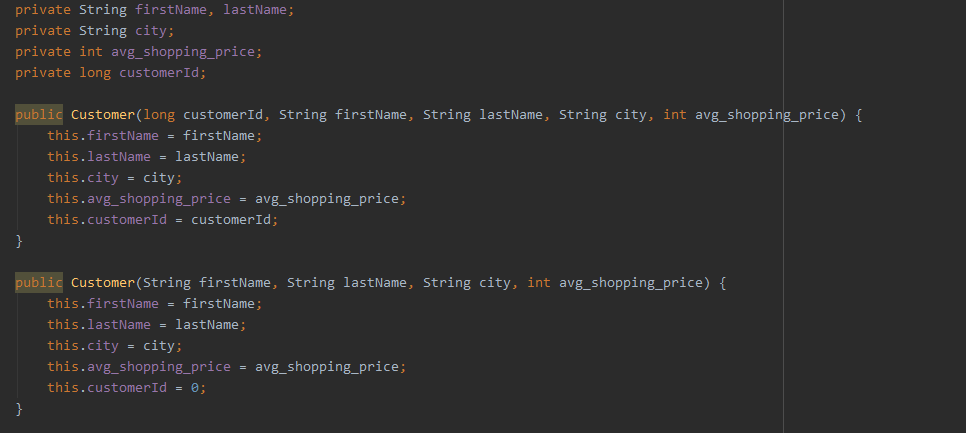 private String firstName, lastName;
private String city;
private int avg_shopping_price;
private long customerId;
public Customer(long customerId, String firstName, String lastName, String city, int avg_shopping_price) {
this.firstName = firstName;
this.lastName = lastName;
this.city = city;
this.avg_shopping_price = avg_shopping_price;
this.customerId = customerId;
}
public Customer(String firstName, String lastName, String city, int avg_shopping_price) {
this.firstName = firstName;
this.lastName = lastName;
this.city = city;
this.avg_shopping_price = avg_shopping_price;
this.customerId = 0;
}